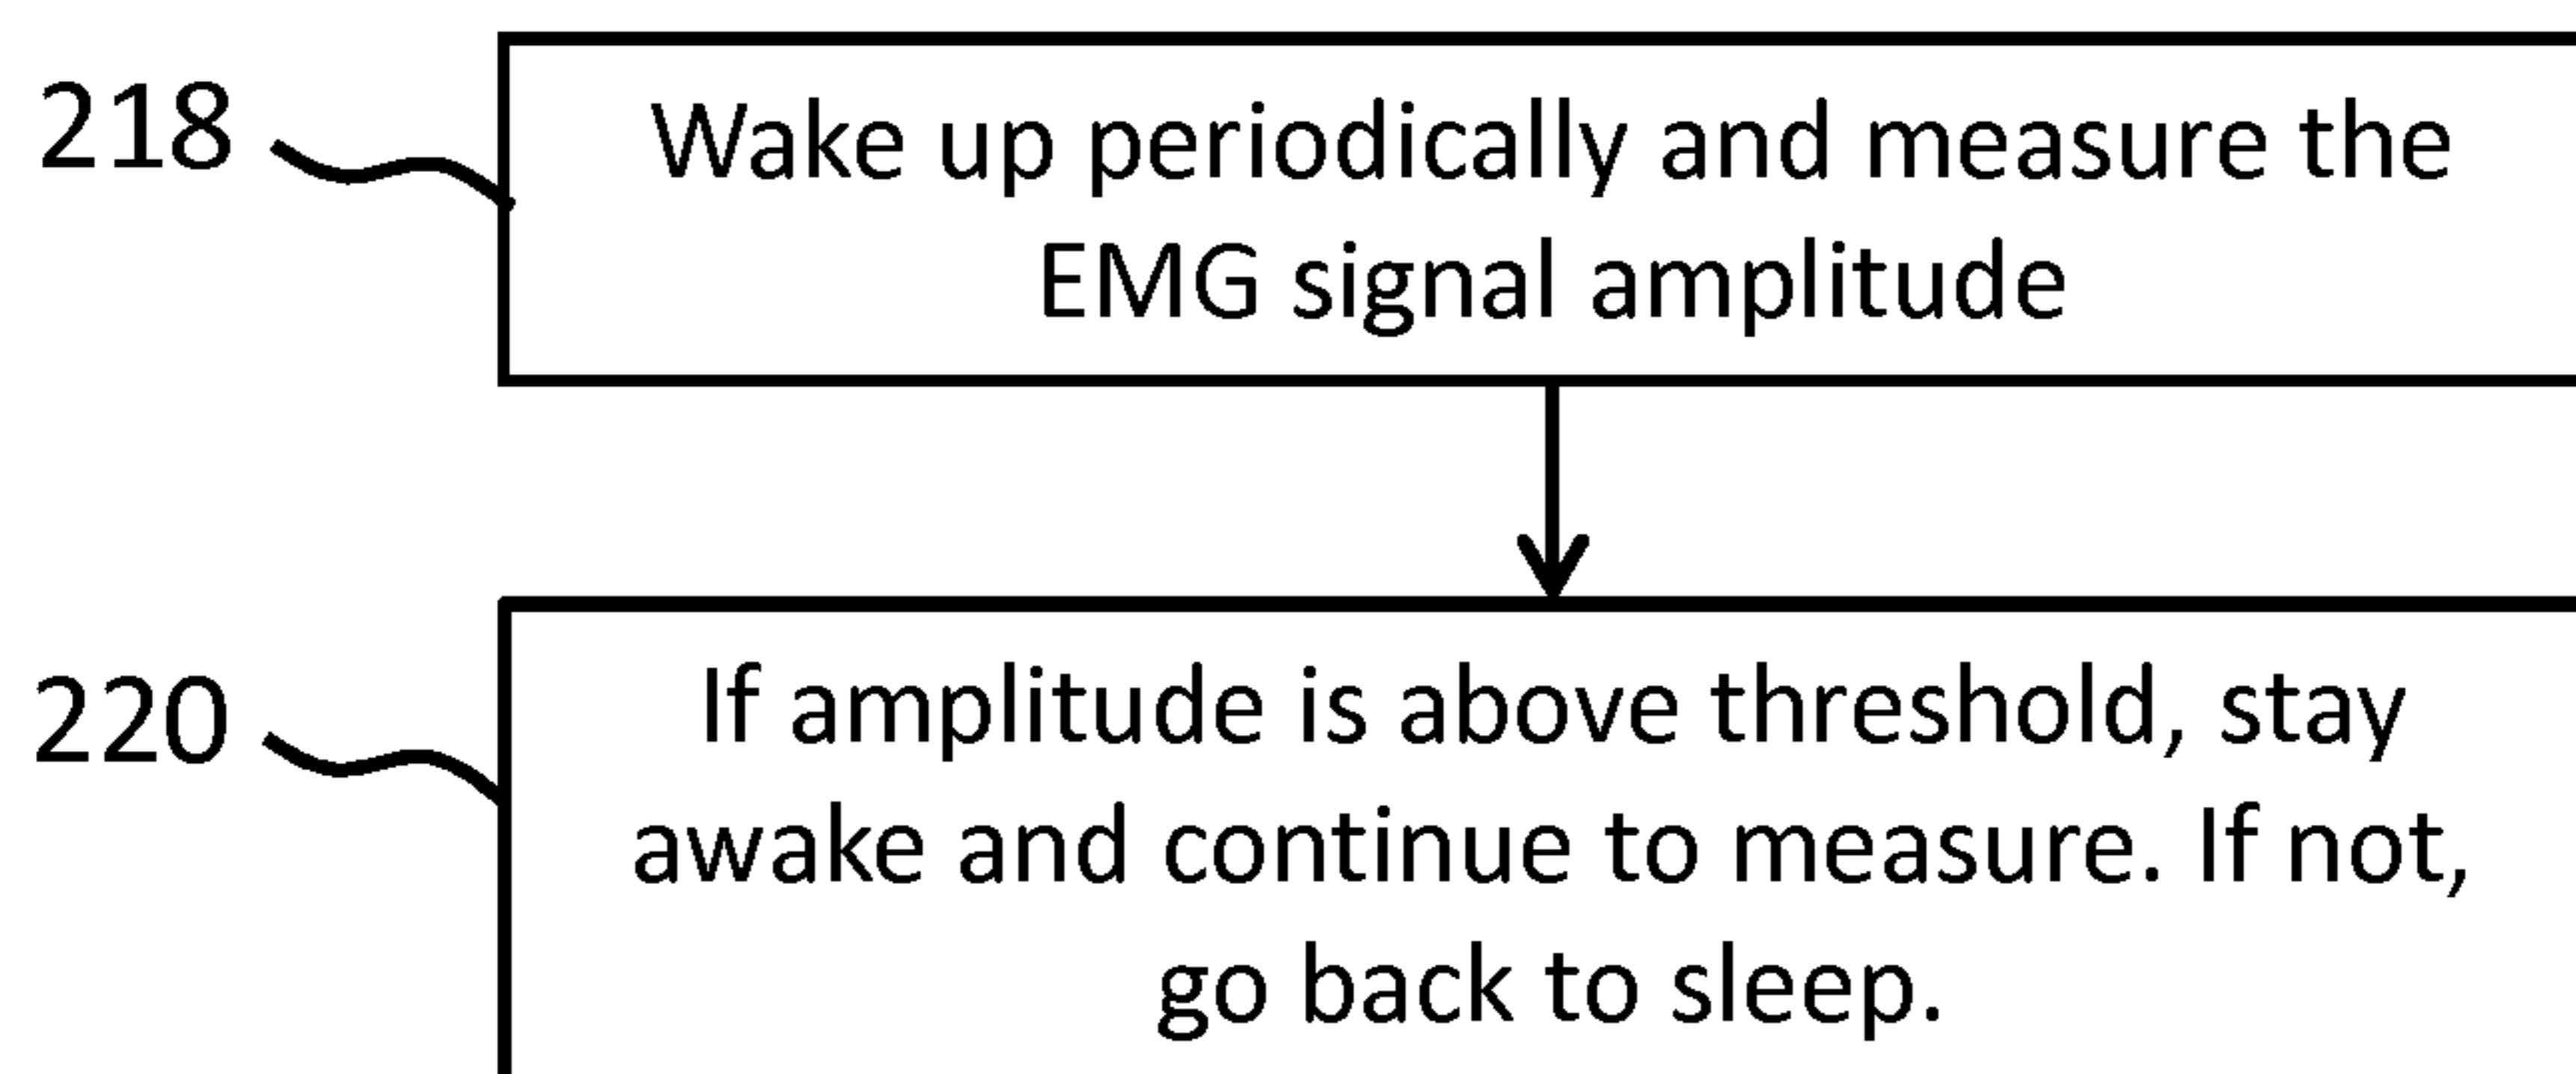 218
Wake up periodically and measure the
EMG signal amplitude
220
If amplitude is above threshold, stay
awake and continue to measure. If not,
go back to sleep.